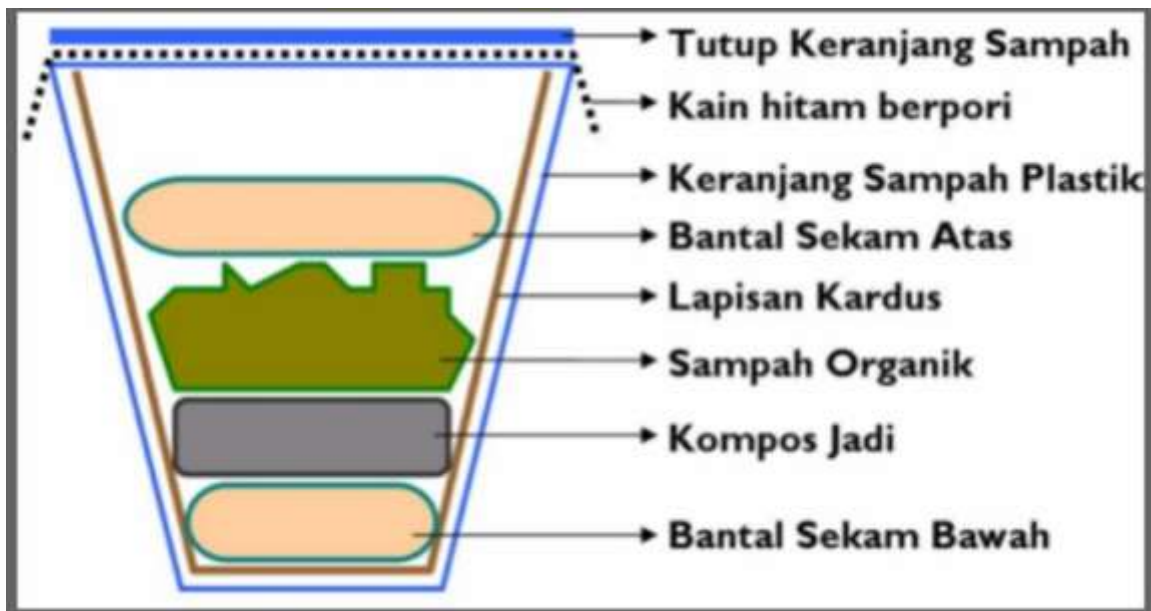 Tutup Keranjang Sampah
Kain hitam berpori
Keranjang Sampah Plastik
Bantal Sekam Atas
Lapisan Kardus
Sampah Organik
Kompos Jadi
Bantal Sekam Bawah